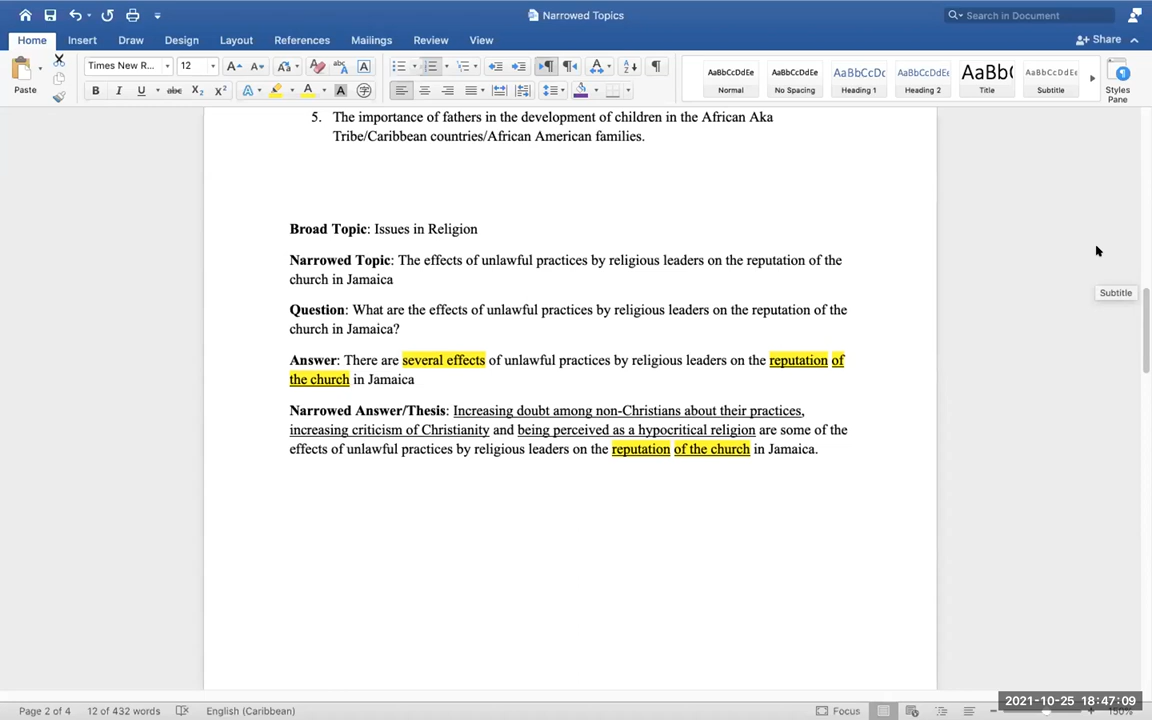 Narrowed Topics
Search in Document
Home Insert Draw Design Layout References Mailings Review View
Share
Paste
Times New R... 12
AaBbCcDdEe AaBbCcDdEe AaBbCcDc AaBbCcDdEe AaBb( AaBbCcDdEe
Normal No Spacing Heading 1 Heading 2 Title Subtitle
Styles
Pane
5. The importance of fathers in the development of children in the African Aka
Tribe/Caribbean countries/African American families.
Broad Topic: Issues in Religion
Narrowed Topic: The effects of unlawful practices by religious leaders on the reputation of the
church in Jamaica
Question: What are the effects of unlawful practices by religious leaders on the reputation of the
church in Jamaica?
Answer: There are several effects of unlawful practices by religious leaders on the reputation of
the church in Jamaica
Narrowed Answer/Thesis: Increasing doubt among non-Christians about their practices,
increasing criticism of Christianity and being perceived as a hypocritical religion are some of the
effects of unlawful practices by religious leaders on the reputation of the church in Jamaica.
Subtitle
Page 2 of 4 12 of 432 words English (Caribbean)
Focus
2021-10-25 18:47:09
150%